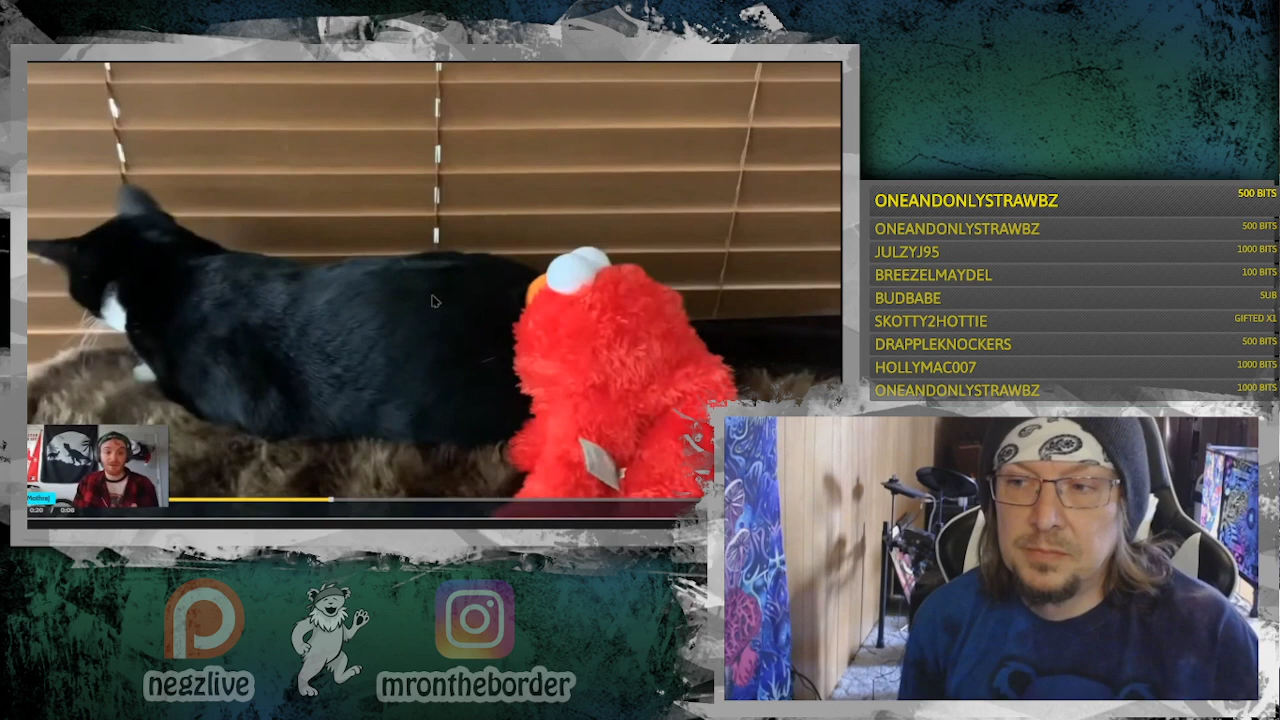 ONEANDONLYSTRAWBZ 500 BITS
ONEANDONLYSTRAWBZ 500 BITS
JULZYJ95 1000 BITS
BREEZELMAYDEL 100 BITS
BUDBABE SUB
SKOTTY2HOTTIE GIFTED X1
DRAPPLEKNOCKERS 500 BITS
HOLLYMAC007 1000 BITS
ONEANDONLYSTRAWBZ 1000 BITS
negzlive
mrontheborder